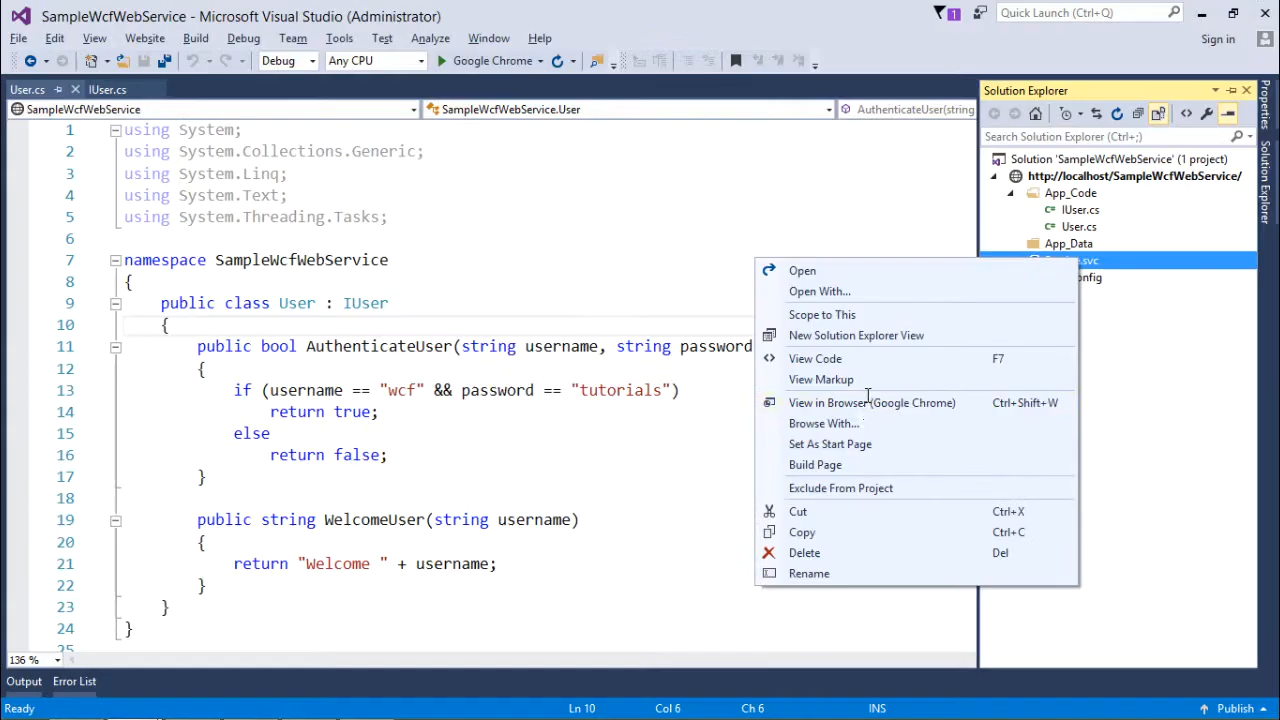 SampleWcfWebService - Microsoft Visual Studio (Administrator)
1
Quick Launch (Ctrl+Q)
File Edit View Website Build Debug Team Tools Test Analyze Window Help
Sign in
Debug Any CPU Google Chrome
User.cs IUser.cs
SampleWcfWebService SampleWcfWebService.User AuthenticateUser(string
1 using System;
2 using System.Collections.Generic;
3 using System.Linq;
4 using System.Text;
5 using System.Threading.Tasks;
6
7 namespace SampleWcfWebService
8 {
9 public class User : IUser
10 {
11 public bool AuthenticateUser(string username, string password
12 {
13 if (username == "wcf" && password == "tutorials")
14 return true;
15 else
16 return false;
17 }
18
19 public string WelcomeUser(string username)
20 {
21 return "Welcome " + username;
22 }
23 }
24 }
25
136 %
Open
Open With...
Scope to This
New Solution Explorer View
View Code F7
View Markup
View in Browser (Google Chrome) Ctrl+Shift+W
Browse With...
Set As Start Page
Build Page
Exclude From Project
Cut Ctrl+X
Copy Ctrl+C
Delete Del
Rename
Solution Explorer
Search Solution Explorer (Ctrl+;)
Solution 'SampleWcfWebService' (1 project)
http://localhost/SampleWcfWebService/
App_Code
IUser.cs
User.cs
App_Data
.svc
onfig
Properties
Solution Explorer
Output Error List
Ready Ln 10 Col 6 Ch 6 INS Publish